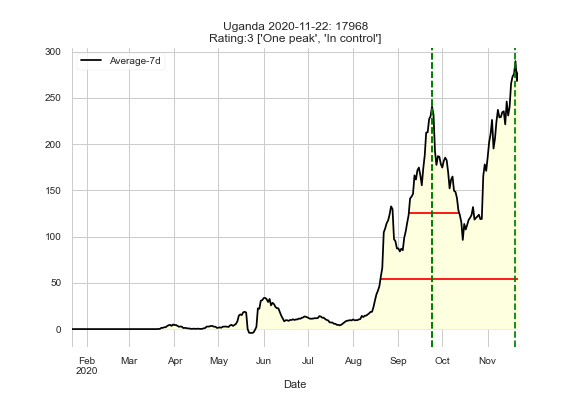 Uganda 2020-11-22: 17968
Rating:3 ['One peak', 'In control']
Average-7d
300
250
200
150
100
50
0
Feb Mar Apr May Jun Jul Aug Sep Oct Nov
2020
Date